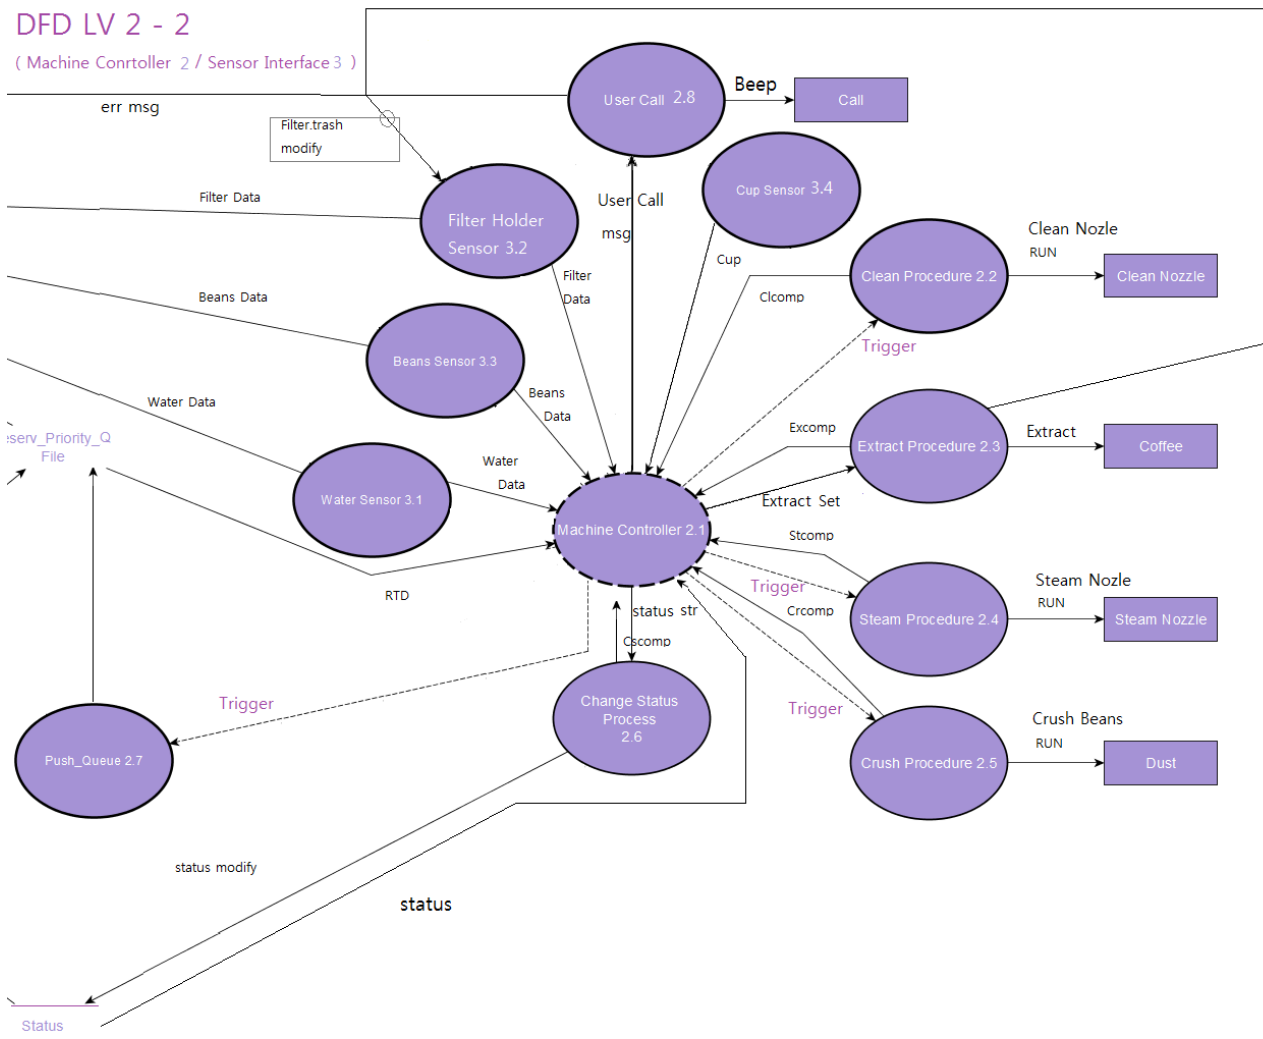 DFD LV 2 - 2
( Machine Conrtoller 2 / Sensor Interface 3 )
err msg
Filter.trash
modify
User Call 2.8
Beep
Call
Cup Sensor 3.4
Filter Data
Filter Holder
Sensor 3.2
User Call
msg
Cup
Filter
Data
Clean Procedure 2.2
Clean Nozle
RUN
Clean Nozzle
Clcomp
Trigger
Beans Data
Beans Sensor 3.3
Beans
Data
Water Data
eserv_Priority_Q
File
Water Sensor 3.1
Water
Data
Excomp
Extract Procedure 2.3
Extract
Coffee
Extract Set
Machine Controller 2.1
Stcomp
RTD
Trigger
Crcomp
Steam Procedure 2.4
Steam Nozle
RUN
Steam Nozzle
status str
Cscomp
Change Status
Process
2.6
Trigger
Trigger
Push_Queue 2.7
Crush Procedure 2.5
Crush Beans
RUN
Dust
status modify
status
Status